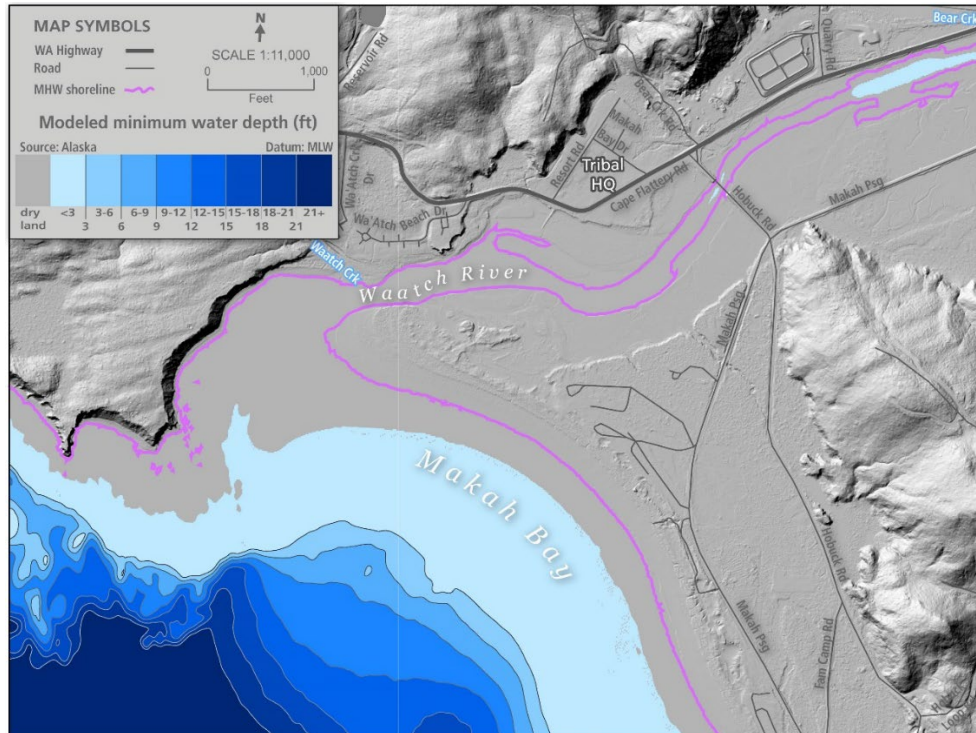 MAP SYMBOLS
WA Highway
Road
MHW shoreline
N
SCALE 1:11,000
0 1,000
Feet
Modeled minimum water depth (ft)
Source: Alaska Datum: MLW
dry land <3 3-6 6-9 9-12 12-15 15-18 18-21 21+
3 6 9 12 15 18 21
Reservoir Rd
Bear Crk
Quarry Rd
Bear Crk Rd
Makah
Bay Dr
Resort Rd
Tribal
HQ
Cape Flattery Rd
Wa'Atch Crk
Dr
Wa'Atch Beach Dr
Hobuck Rd
Makah Psg
Waatch Crk
Waatch River
Makah Psg
Makah Bay
Hobuck Rd
Makah
Psg
Fam Camp Rd